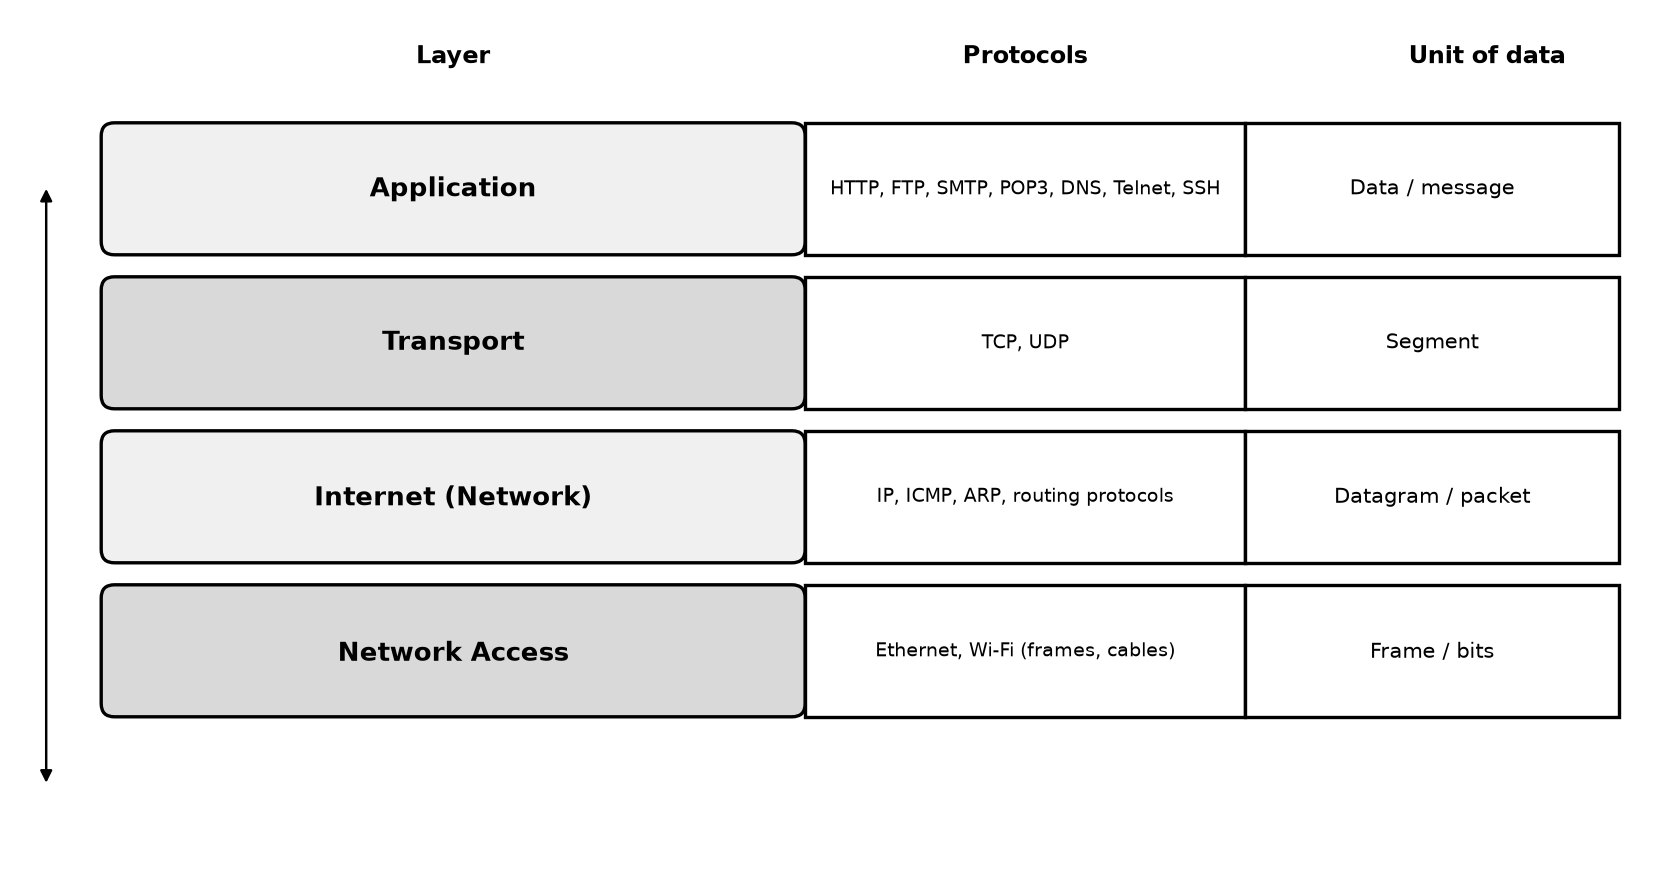 Layer Protocols Unit of data
Application HTTP, FTP, SMTP, POP3, DNS, Telnet, SSH Data / message
Transport TCP, UDP Segment
Internet (Network) IP, ICMP, ARP, routing protocols Datagram / packet
Network Access Ethernet, Wi-Fi (frames, cables) Frame / bits